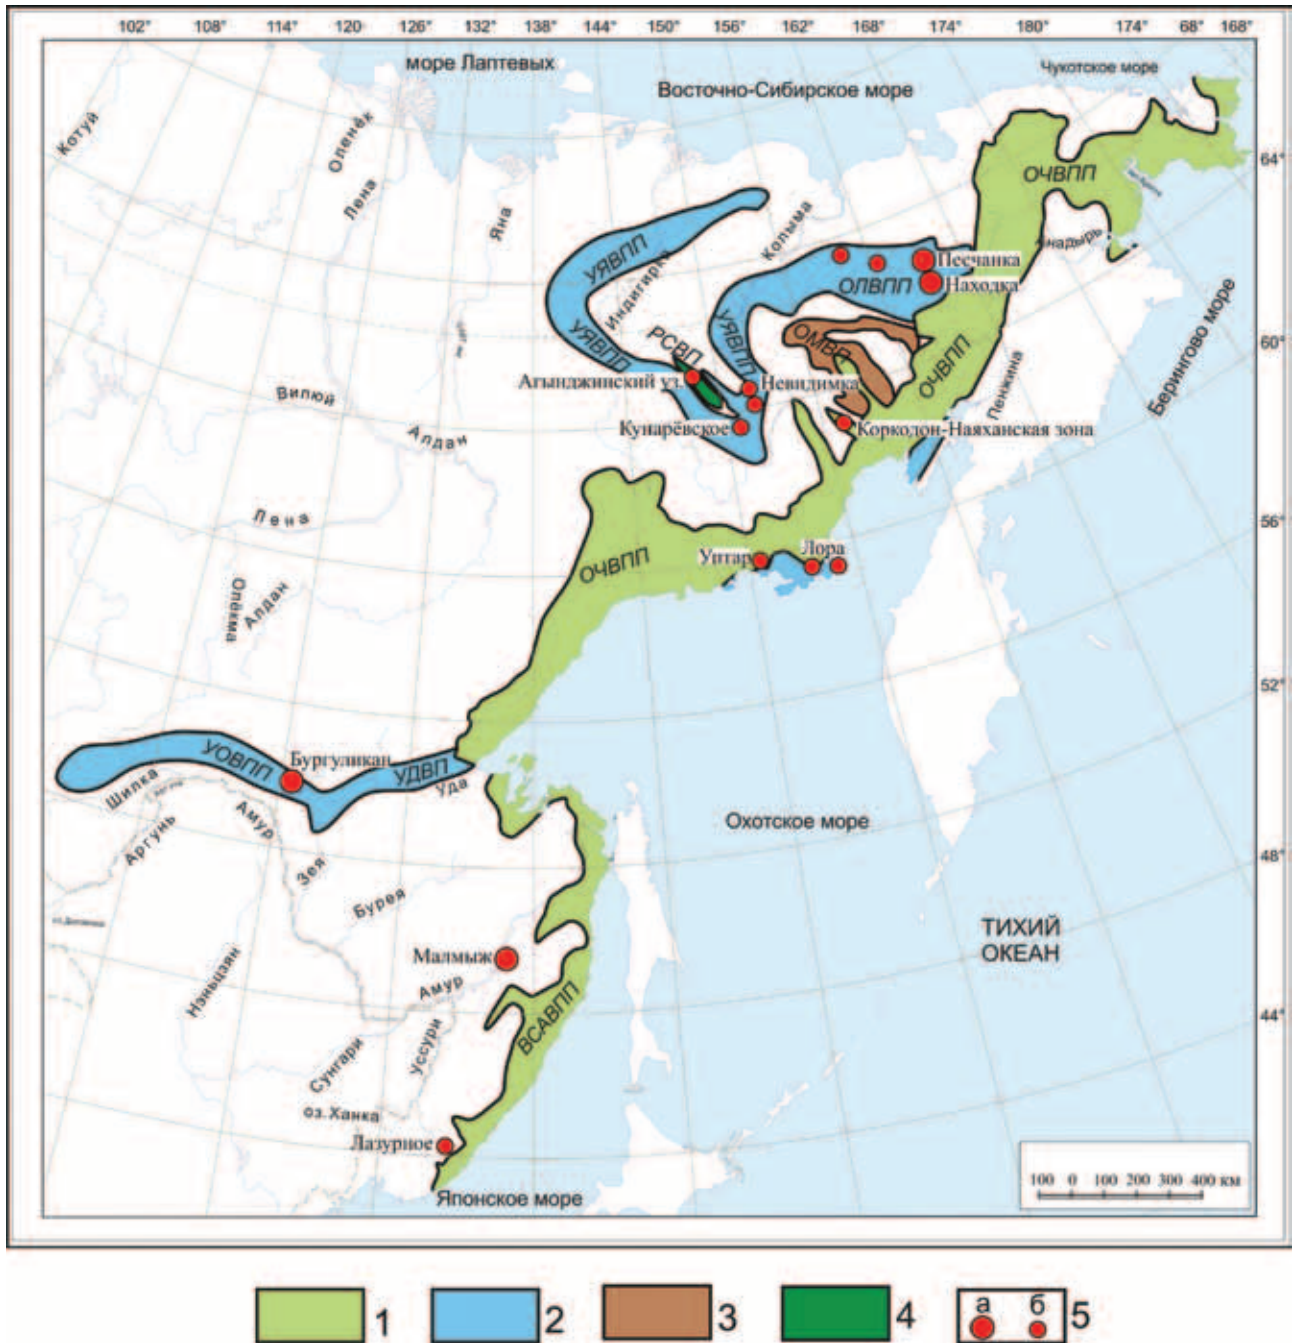 102° 108° 114° 120 126° 132° 138° 144° 150° 156° 162° 168° 174° 180° 174° 68° 168°
море Лаптевых
Чукотское море
Восточно-Сибирское море
Котуй
Оленёк
Лена
Яна
64°
ОЧВПП
Колыма
Анадырь
УЯВПП
Индигирка
Песчанка
ОЛВПП
Находка
Берингово море
УЯВПП
РСВП
УЯВПП
ОМВП
ОЧВПП
60°
Пенжина
Агынджинский уз.
Невидимка
Вилюй
Кунарёвское
Коркодон-Наяханская зона
Алдан
56°
Лена
ОЧВПП
Уптар
Лора
Олёкма
Алдан
52°
УОВПП
Бургуликан
УДВП
Уда
Шилка
Аргунь
Амур
Охотское море
48°
Зея
Бурея
ТИХИЙ
ОКЕАН
Малмыж
Амур
Нэньцзян
ВСАВПП
44°
Сунгари
Уссури
оз. Ханка
Лазурное
Японское море
100 0 100 200 300 400 км
1 2 3 4 а б 5